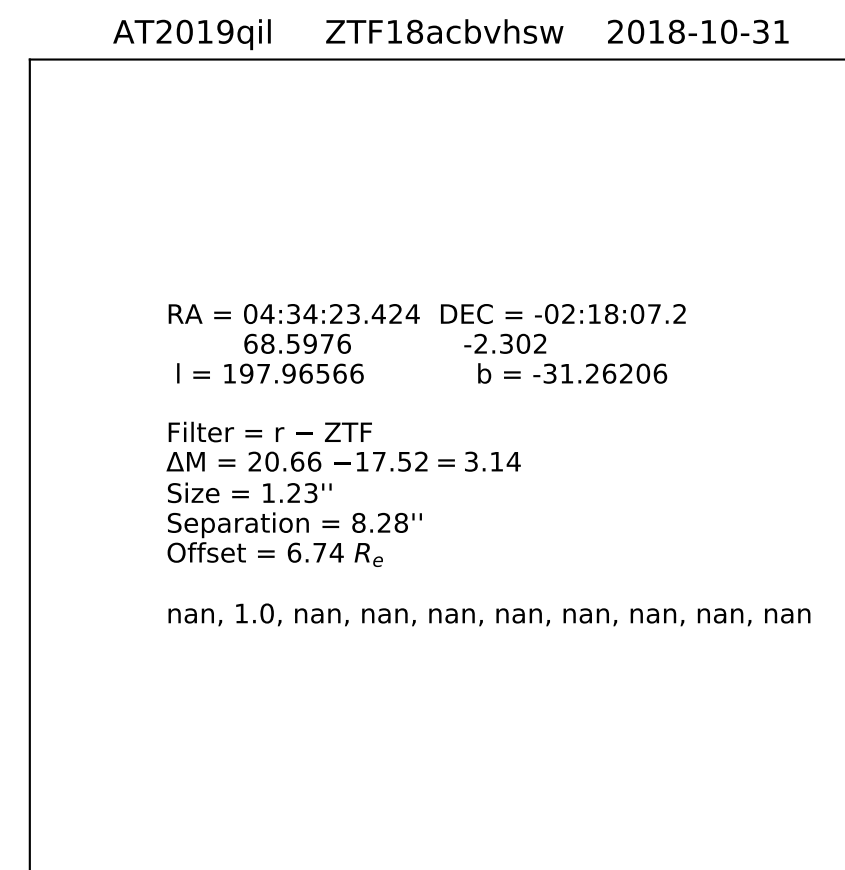 AT2019qil ZTF18acbvhsw 2018-10-31
RA = 04:34:23.424 DEC = -02:18:07.2
68.5976 -2.302
l = 197.96566 b = -31.26206
Filter = r − ZTF
ΔM = 20.66 −17.52 = 3.14
Size = 1.23''
Separation = 8.28''
Offset = 6.74 Rₑ
nan, 1.0, nan, nan, nan, nan, nan, nan, nan, nan